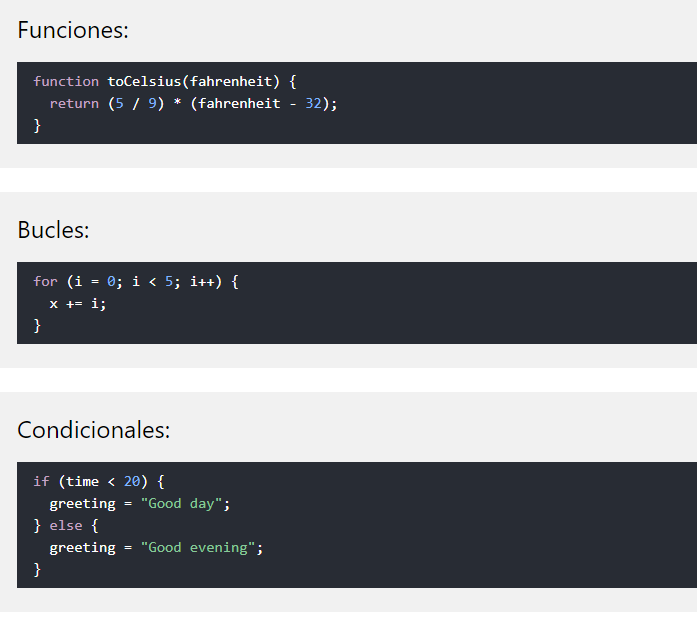 Funciones:
function toCelsius(fahrenheit) {
  return (5 / 9) * (fahrenheit - 32);
}
Bucles:
for (i = 0; i < 5; i++) {
  x += i;
}
Condicionales:
if (time < 20) {
  greeting = "Good day";
} else {
  greeting = "Good evening";
}